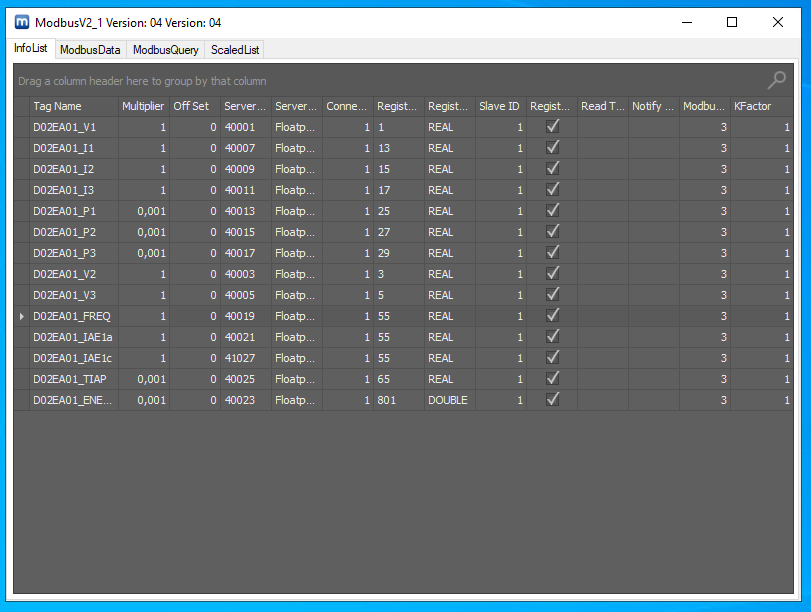 ModbusV2_1 Version: 04 Version: 04
InfoList ModbusData ModbusQuery ScaledList
Drag a column header here to group by that column
Tag Name Multiplier Off Set Server... Server... Conne... Regist... Regist... Slave ID Regist... Read T... Notify ... Modbu... KFactor
D02EA01_V1 1 0 40001 Floatp... 1 1 REAL 1 3 1
D02EA01_I1 1 0 40007 Floatp... 1 13 REAL 1 3 1
D02EA01_I2 1 0 40009 Floatp... 1 15 REAL 1 3 1
D02EA01_I3 1 0 40011 Floatp... 1 17 REAL 1 3 1
D02EA01_P1 0,001 0 40013 Floatp... 1 25 REAL 1 3 1
D02EA01_P2 0,001 0 40015 Floatp... 1 27 REAL 1 3 1
D02EA01_P3 0,001 0 40017 Floatp... 1 29 REAL 1 3 1
D02EA01_V2 1 0 40003 Floatp... 1 3 REAL 1 3 1
D02EA01_V3 1 0 40005 Floatp... 1 5 REAL 1 3 1
D02EA01_FREQ 1 0 40019 Floatp... 1 55 REAL 1 3 1
D02EA01_IAE1a 1 0 40021 Floatp... 1 55 REAL 1 3 1
D02EA01_IAE1c 1 0 41027 Floatp... 1 55 REAL 1 3 1
D02EA01_TIAP 0,001 0 40025 Floatp... 1 65 REAL 1 3 1
D02EA01_ENE... 0,001 0 40023 Floatp... 1 801 DOUBLE 1 3 1